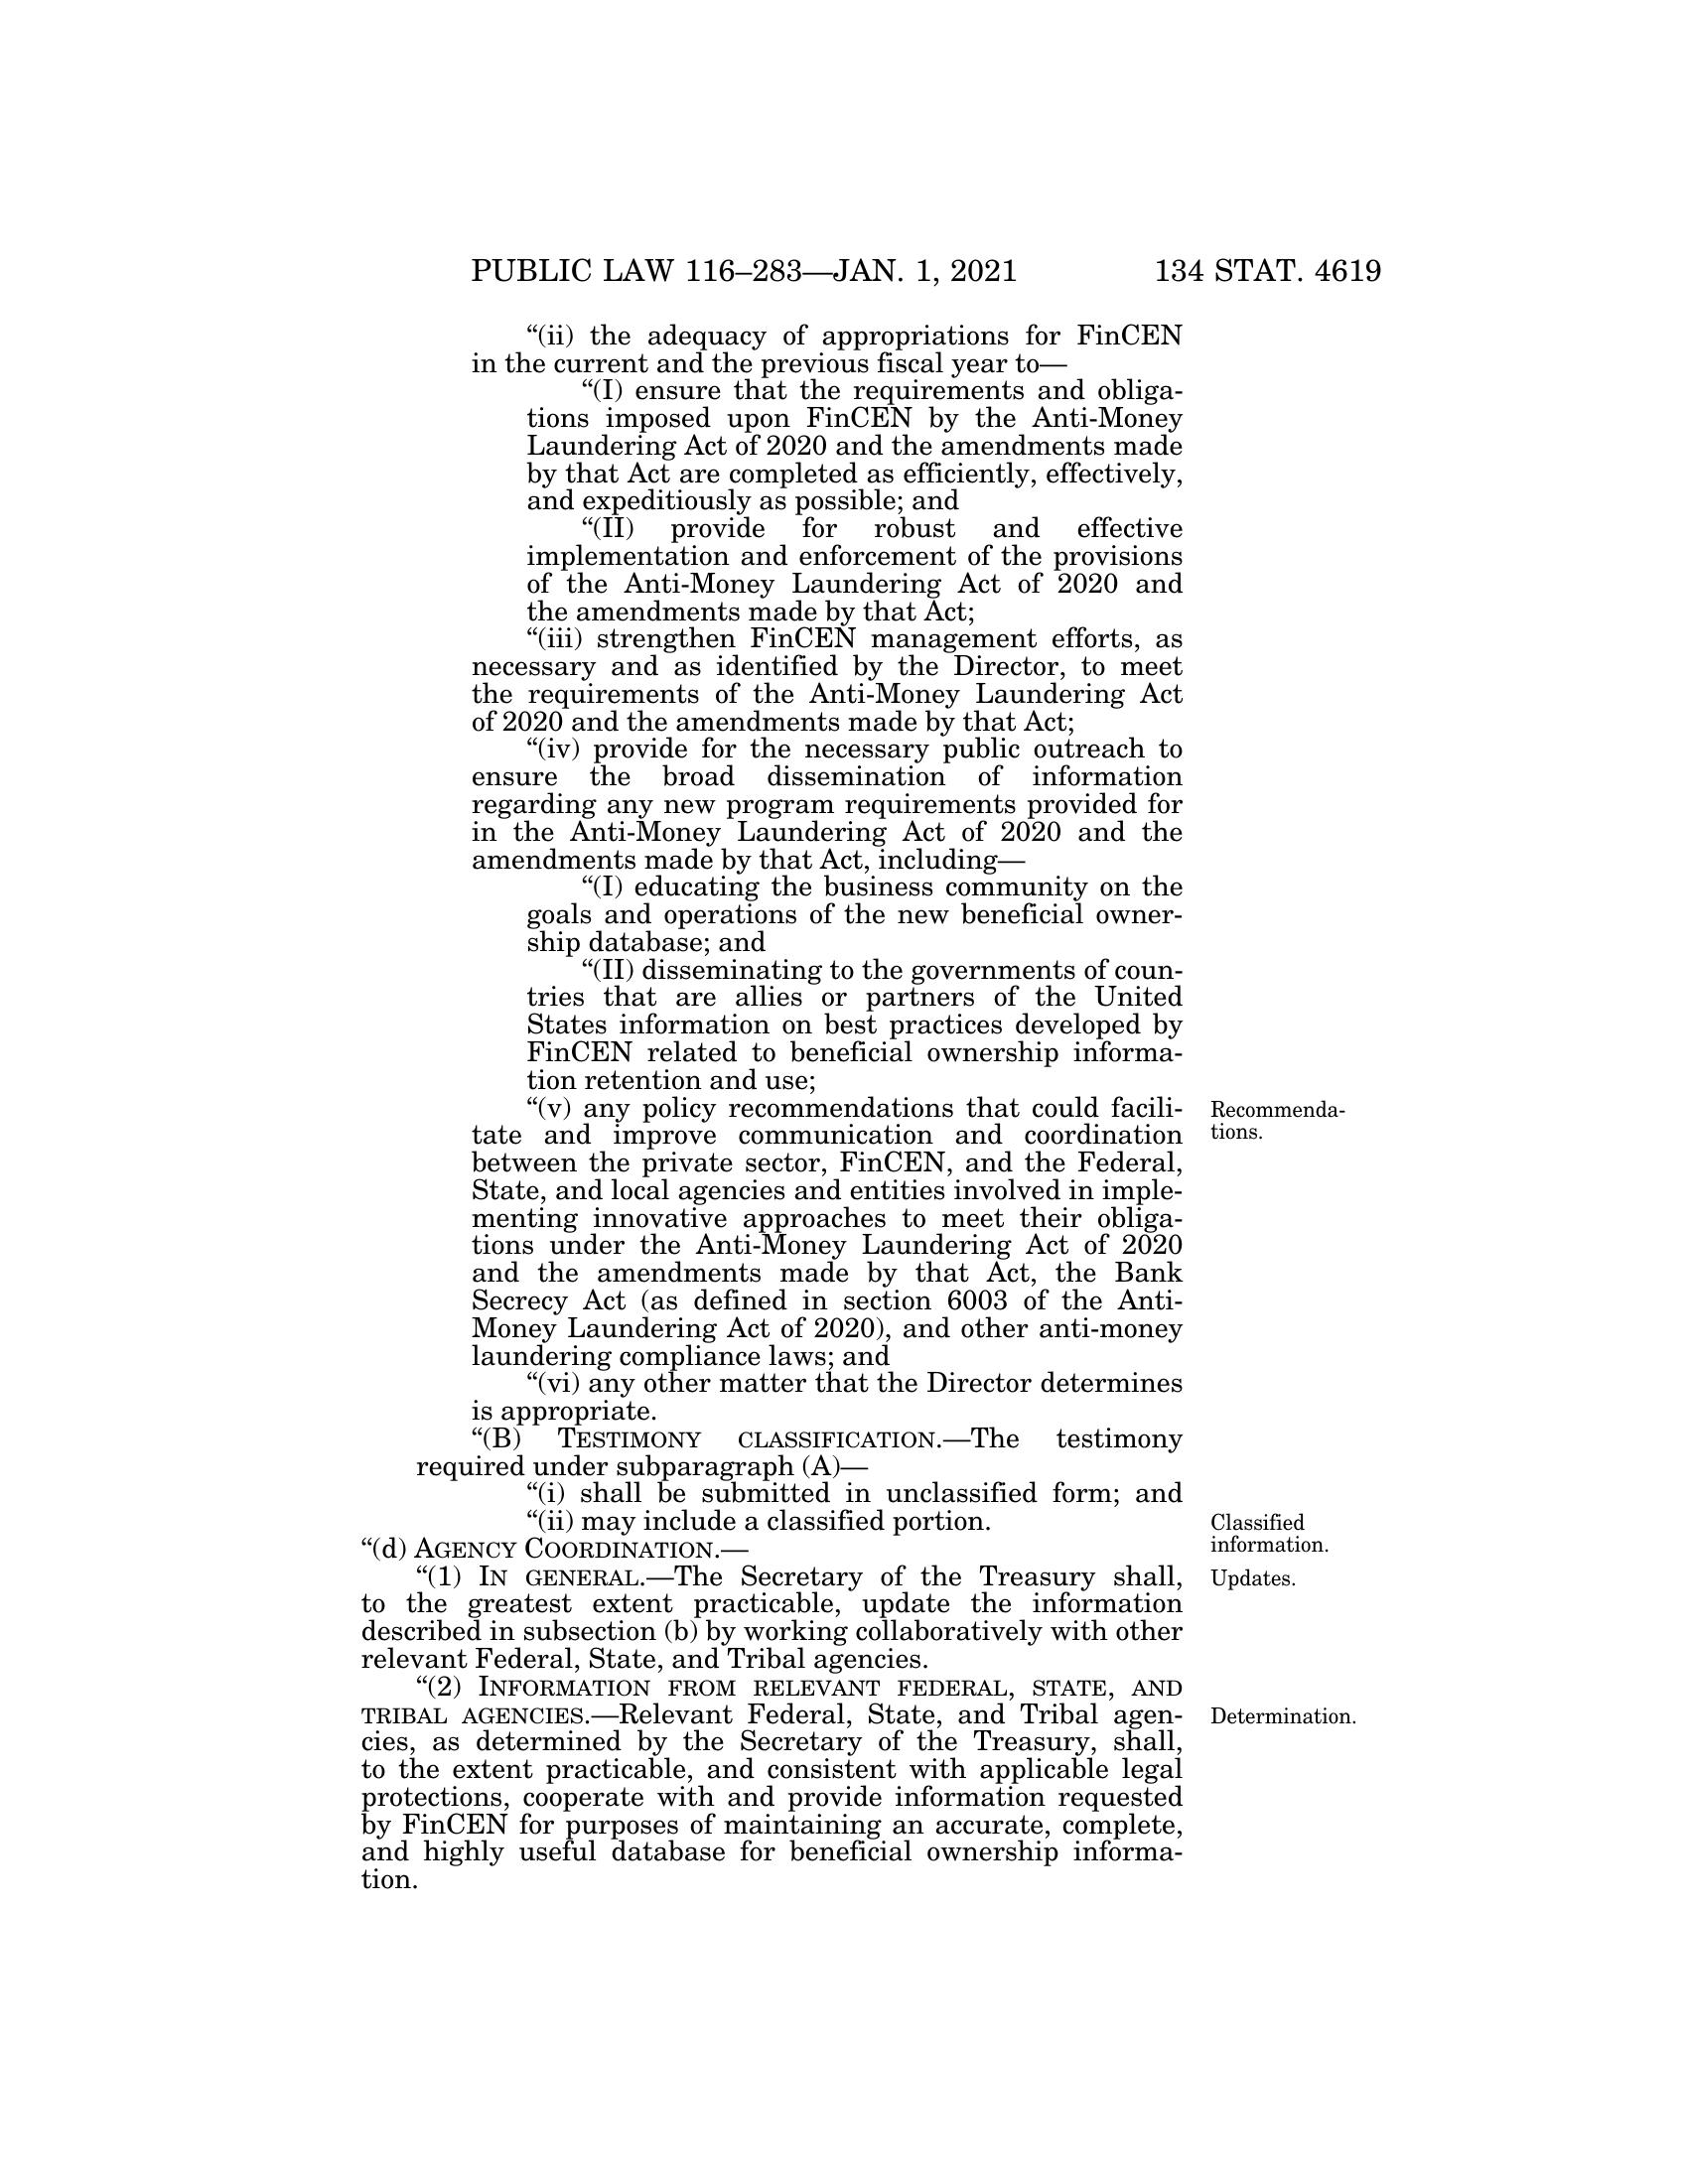 PUBLIC LAW 116–283—JAN. 1, 2021 134 STAT. 4619
“(ii) the adequacy of appropriations for FinCEN
in the current and the previous fiscal year to—
“(I) ensure that the requirements and obliga-
tions imposed upon FinCEN by the Anti-Money
Laundering Act of 2020 and the amendments made
by that Act are completed as efficiently, effectively,
and expeditiously as possible; and
“(II) provide for robust and effective
implementation and enforcement of the provisions
of the Anti-Money Laundering Act of 2020 and
the amendments made by that Act;
“(iii) strengthen FinCEN management efforts, as
necessary and as identified by the Director, to meet
the requirements of the Anti-Money Laundering Act
of 2020 and the amendments made by that Act;
“(iv) provide for the necessary public outreach to
ensure the broad dissemination of information
regarding any new program requirements provided for
in the Anti-Money Laundering Act of 2020 and the
amendments made by that Act, including—
“(I) educating the business community on the
goals and operations of the new beneficial owner-
ship database; and
“(II) disseminating to the governments of coun-
tries that are allies or partners of the United
States information on best practices developed by
FinCEN related to beneficial ownership informa-
tion retention and use;
“(v) any policy recommendations that could facili-
tate and improve communication and coordination
between the private sector, FinCEN, and the Federal,
State, and local agencies and entities involved in imple-
menting innovative approaches to meet their obliga-
tions under the Anti-Money Laundering Act of 2020
and the amendments made by that Act, the Bank
Secrecy Act (as defined in section 6003 of the Anti-
Money Laundering Act of 2020), and other anti-money
laundering compliance laws; and
“(vi) any other matter that the Director determines
is appropriate.
“(B) TESTIMONY CLASSIFICATION.—The testimony
required under subparagraph (A)—
“(i) shall be submitted in unclassified form; and
“(ii) may include a classified portion.
“(d) AGENCY COORDINATION.—
“(1) IN GENERAL.—The Secretary of the Treasury shall,
to the greatest extent practicable, update the information
described in subsection (b) by working collaboratively with other
relevant Federal, State, and Tribal agencies.
“(2) INFORMATION FROM RELEVANT FEDERAL, STATE, AND
TRIBAL AGENCIES.—Relevant Federal, State, and Tribal agen-
cies, as determined by the Secretary of the Treasury, shall,
to the extent practicable, and consistent with applicable legal
protections, cooperate with and provide information requested
by FinCEN for purposes of maintaining an accurate, complete,
and highly useful database for beneficial ownership informa-
tion.
Recommenda-
tions.
Classified
information.
Updates.
Determination.